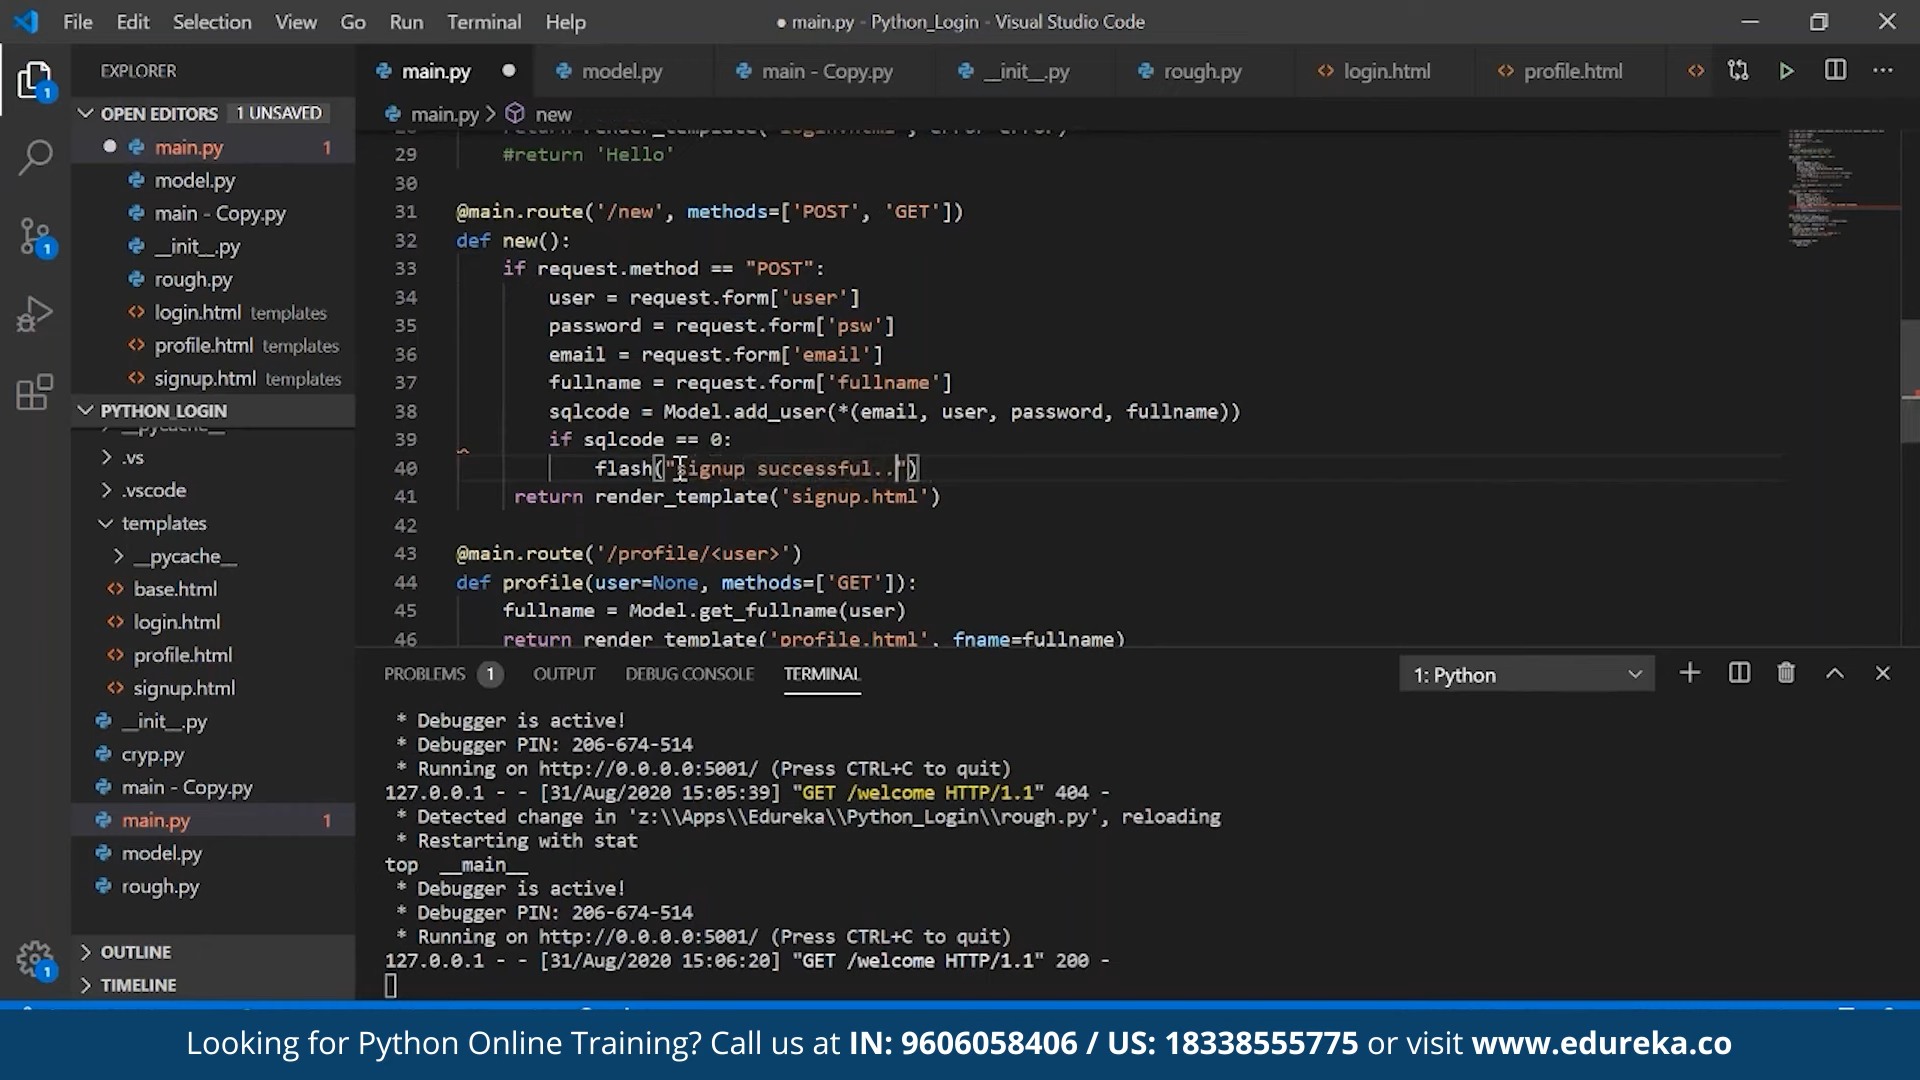 File Edit Selection View Go Run Terminal Help
● main.py - Python_Login - Visual Studio Code
EXPLORER
OPEN EDITORS 1 UNSAVED
main.py 1
model.py
main - Copy.py
__init__.py
rough.py
login.html templates
profile.html templates
signup.html templates
PYTHON_LOGIN
__pycache__
.vs
.vscode
templates
__pycache__
base.html
login.html
profile.html
signup.html
__init__.py
cryp.py
main - Copy.py
main.py 1
model.py
rough.py
OUTLINE
TIMELINE
1
1
1
main.py model.py main - Copy.py __init__.py rough.py login.html profile.html
main.py > new
29 #return 'Hello'
30
31 @main.route('/new', methods=['POST', 'GET'])
32 def new():
33 if request.method == "POST":
34 user = request.form['user']
35 password = request.form['psw']
36 email = request.form['email']
37 fullname = request.form['fullname']
38 sqlcode = Model.add_user(*(email, user, password, fullname))
39 if sqlcode == 0:
40 flash("signup successful..")
41 return render_template('signup.html')
42
43 @main.route('/profile/<user>')
44 def profile(user=None, methods=['GET']):
45 fullname = Model.get_fullname(user)
46 return render_template('profile.html', fname=fullname)
PROBLEMS 1 OUTPUT DEBUG CONSOLE TERMINAL
1: Python
* Debugger is active!
* Debugger PIN: 206-674-514
* Running on http://0.0.0.0:5001/ (Press CTRL+C to quit)
127.0.0.1 - - [31/Aug/2020 15:05:39] "GET /welcome HTTP/1.1" 404 -
* Detected change in 'z:\\Apps\\Edureka\\Python_Login\\rough.py', reloading
* Restarting with stat
top __main__
* Debugger is active!
* Debugger PIN: 206-674-514
* Running on http://0.0.0.0:5001/ (Press CTRL+C to quit)
127.0.0.1 - - [31/Aug/2020 15:06:20] "GET /welcome HTTP/1.1" 200 -
Looking for Python Online Training? Call us at IN: 9606058406 / US: 18338555775 or visit www.edureka.co